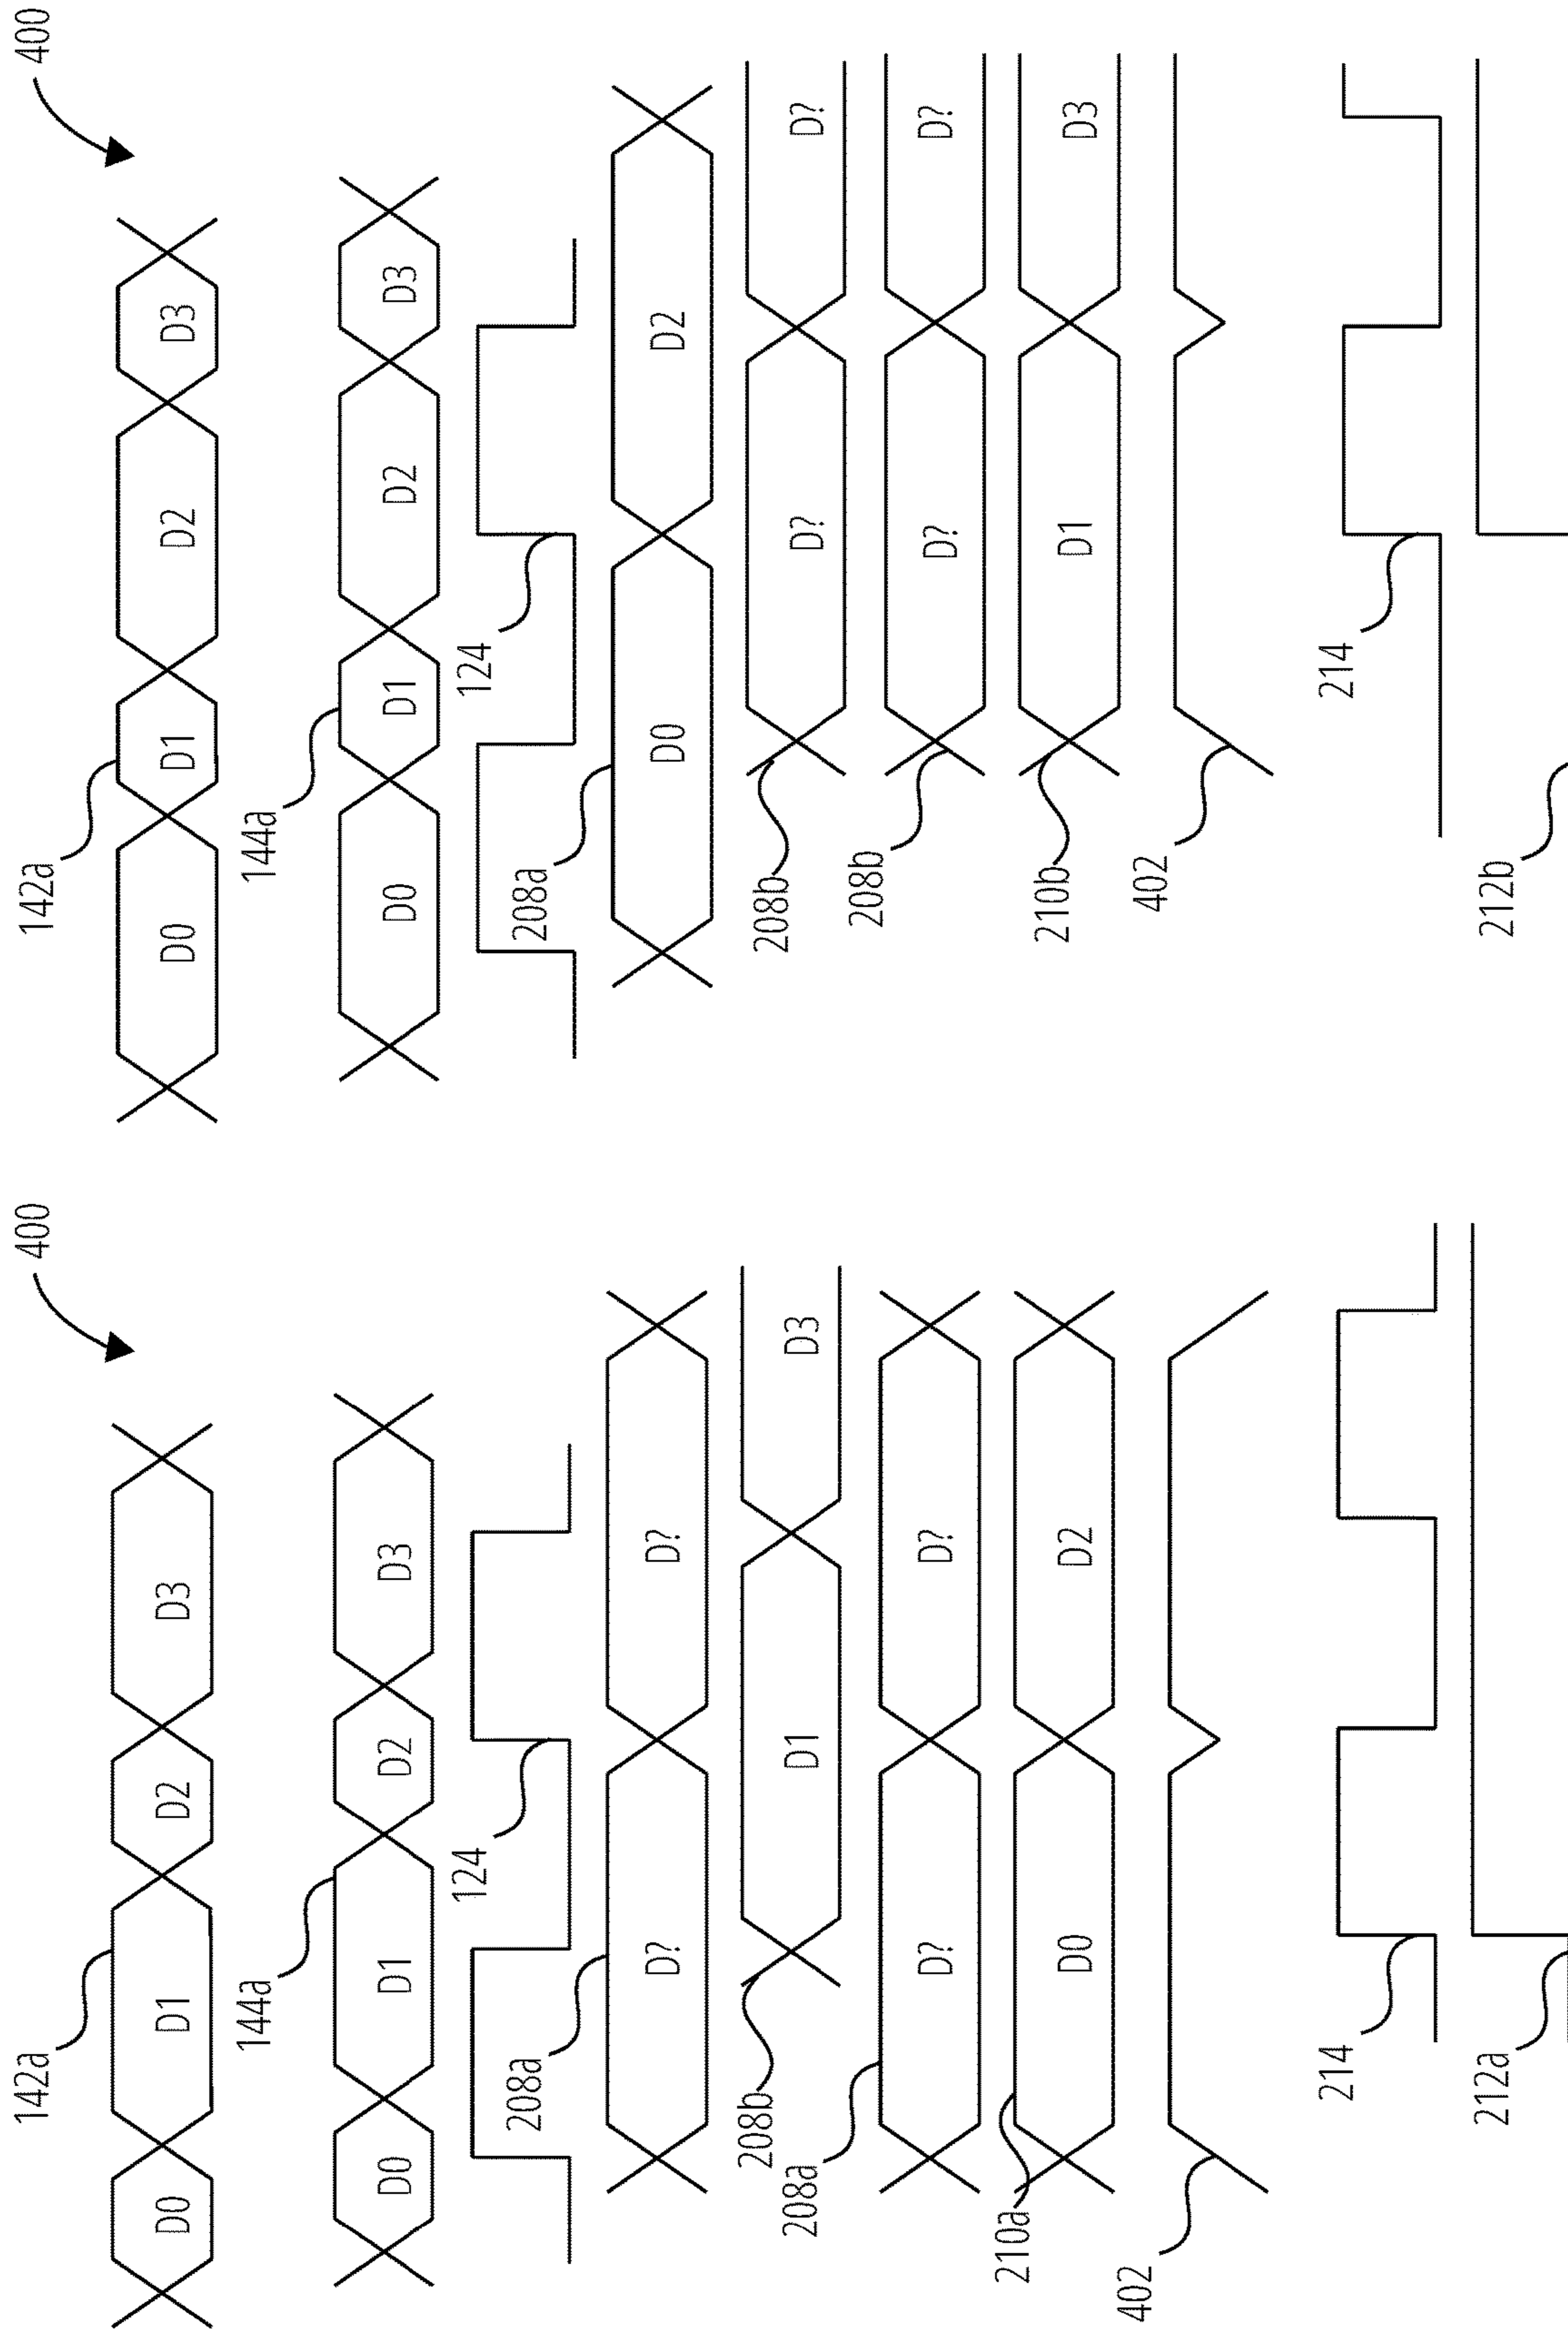 400
142a
D0 D1 D2 D3
144a
D0 D1 D2 D3
124
208a
D? D?
208b
D1 D3
208a
D? D?
210a
D0 D2
402
214
212a
400
142a
D0 D1 D2 D3
144a
D0 D1 D2 D3
124
208a
D0 D2
208b
D? D?
208b
D? D?
210b
D1 D3
402
214
212b